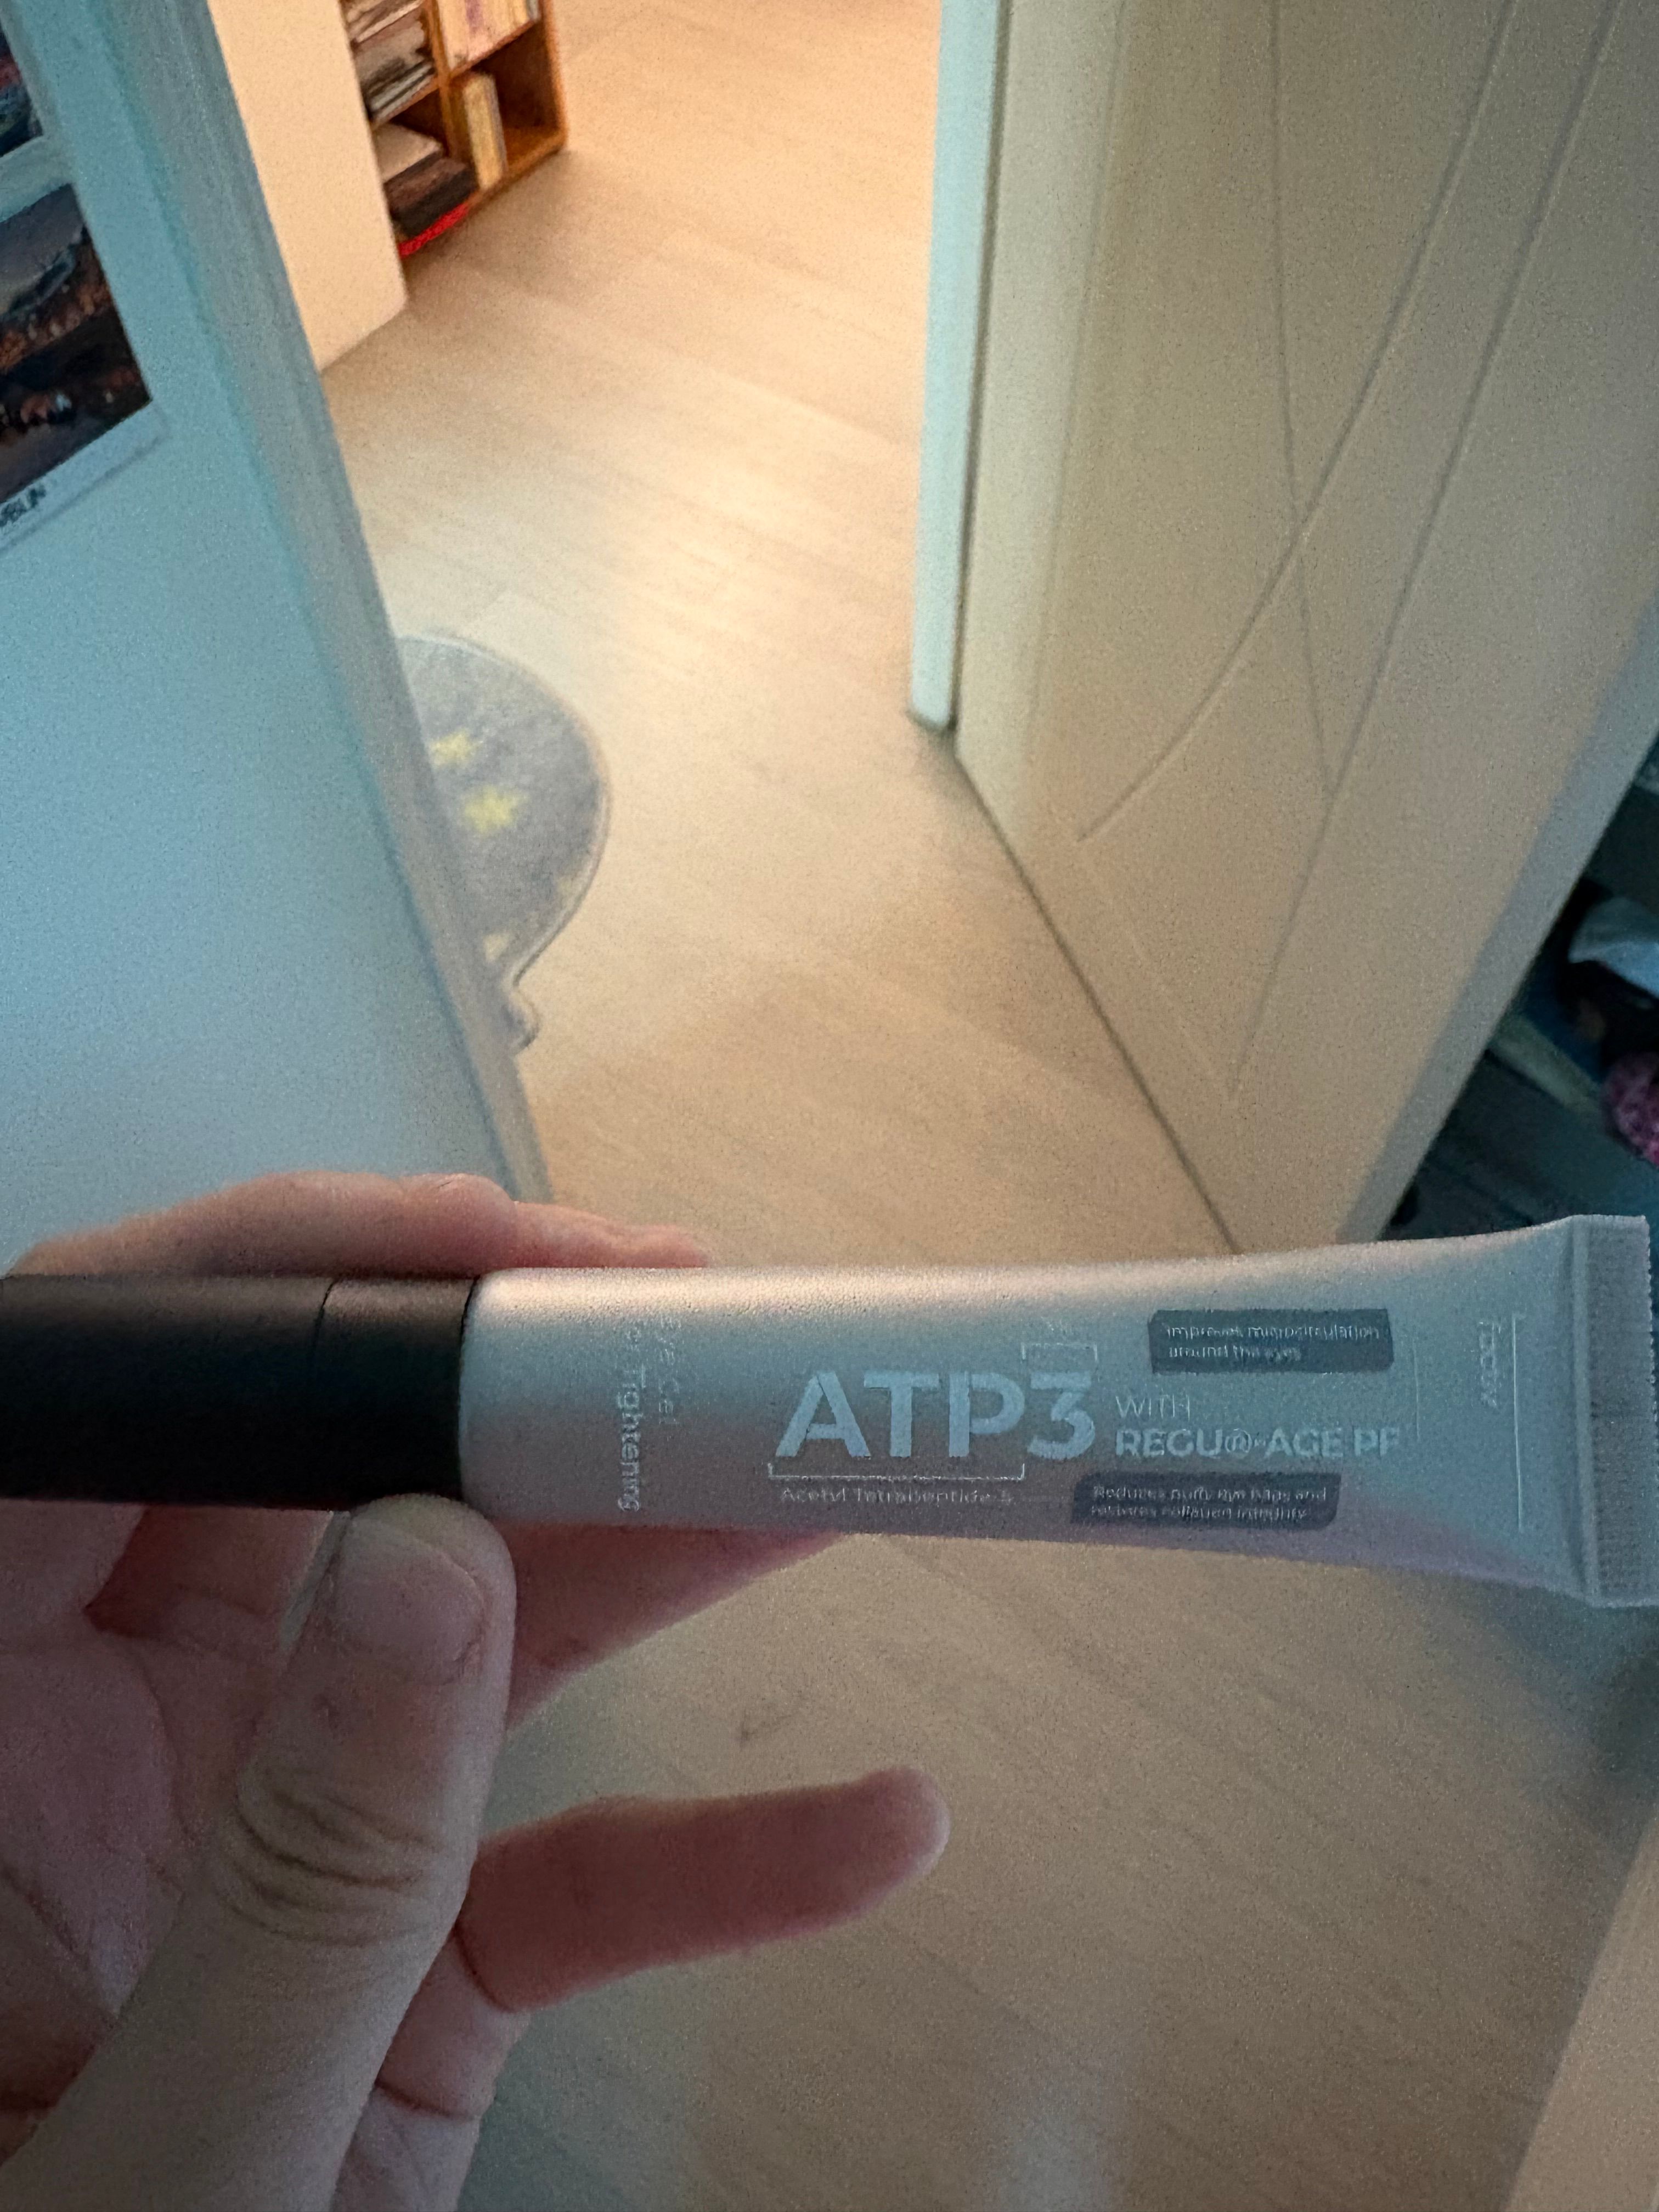 Eye Gel
Tightening
ATP3
WITH
REGU®-AGE PF
Acetyl Tetrapeptide-5
Improves microcirculation
around the eyes
Reduces puffy eye bags and
restores collagen integrity